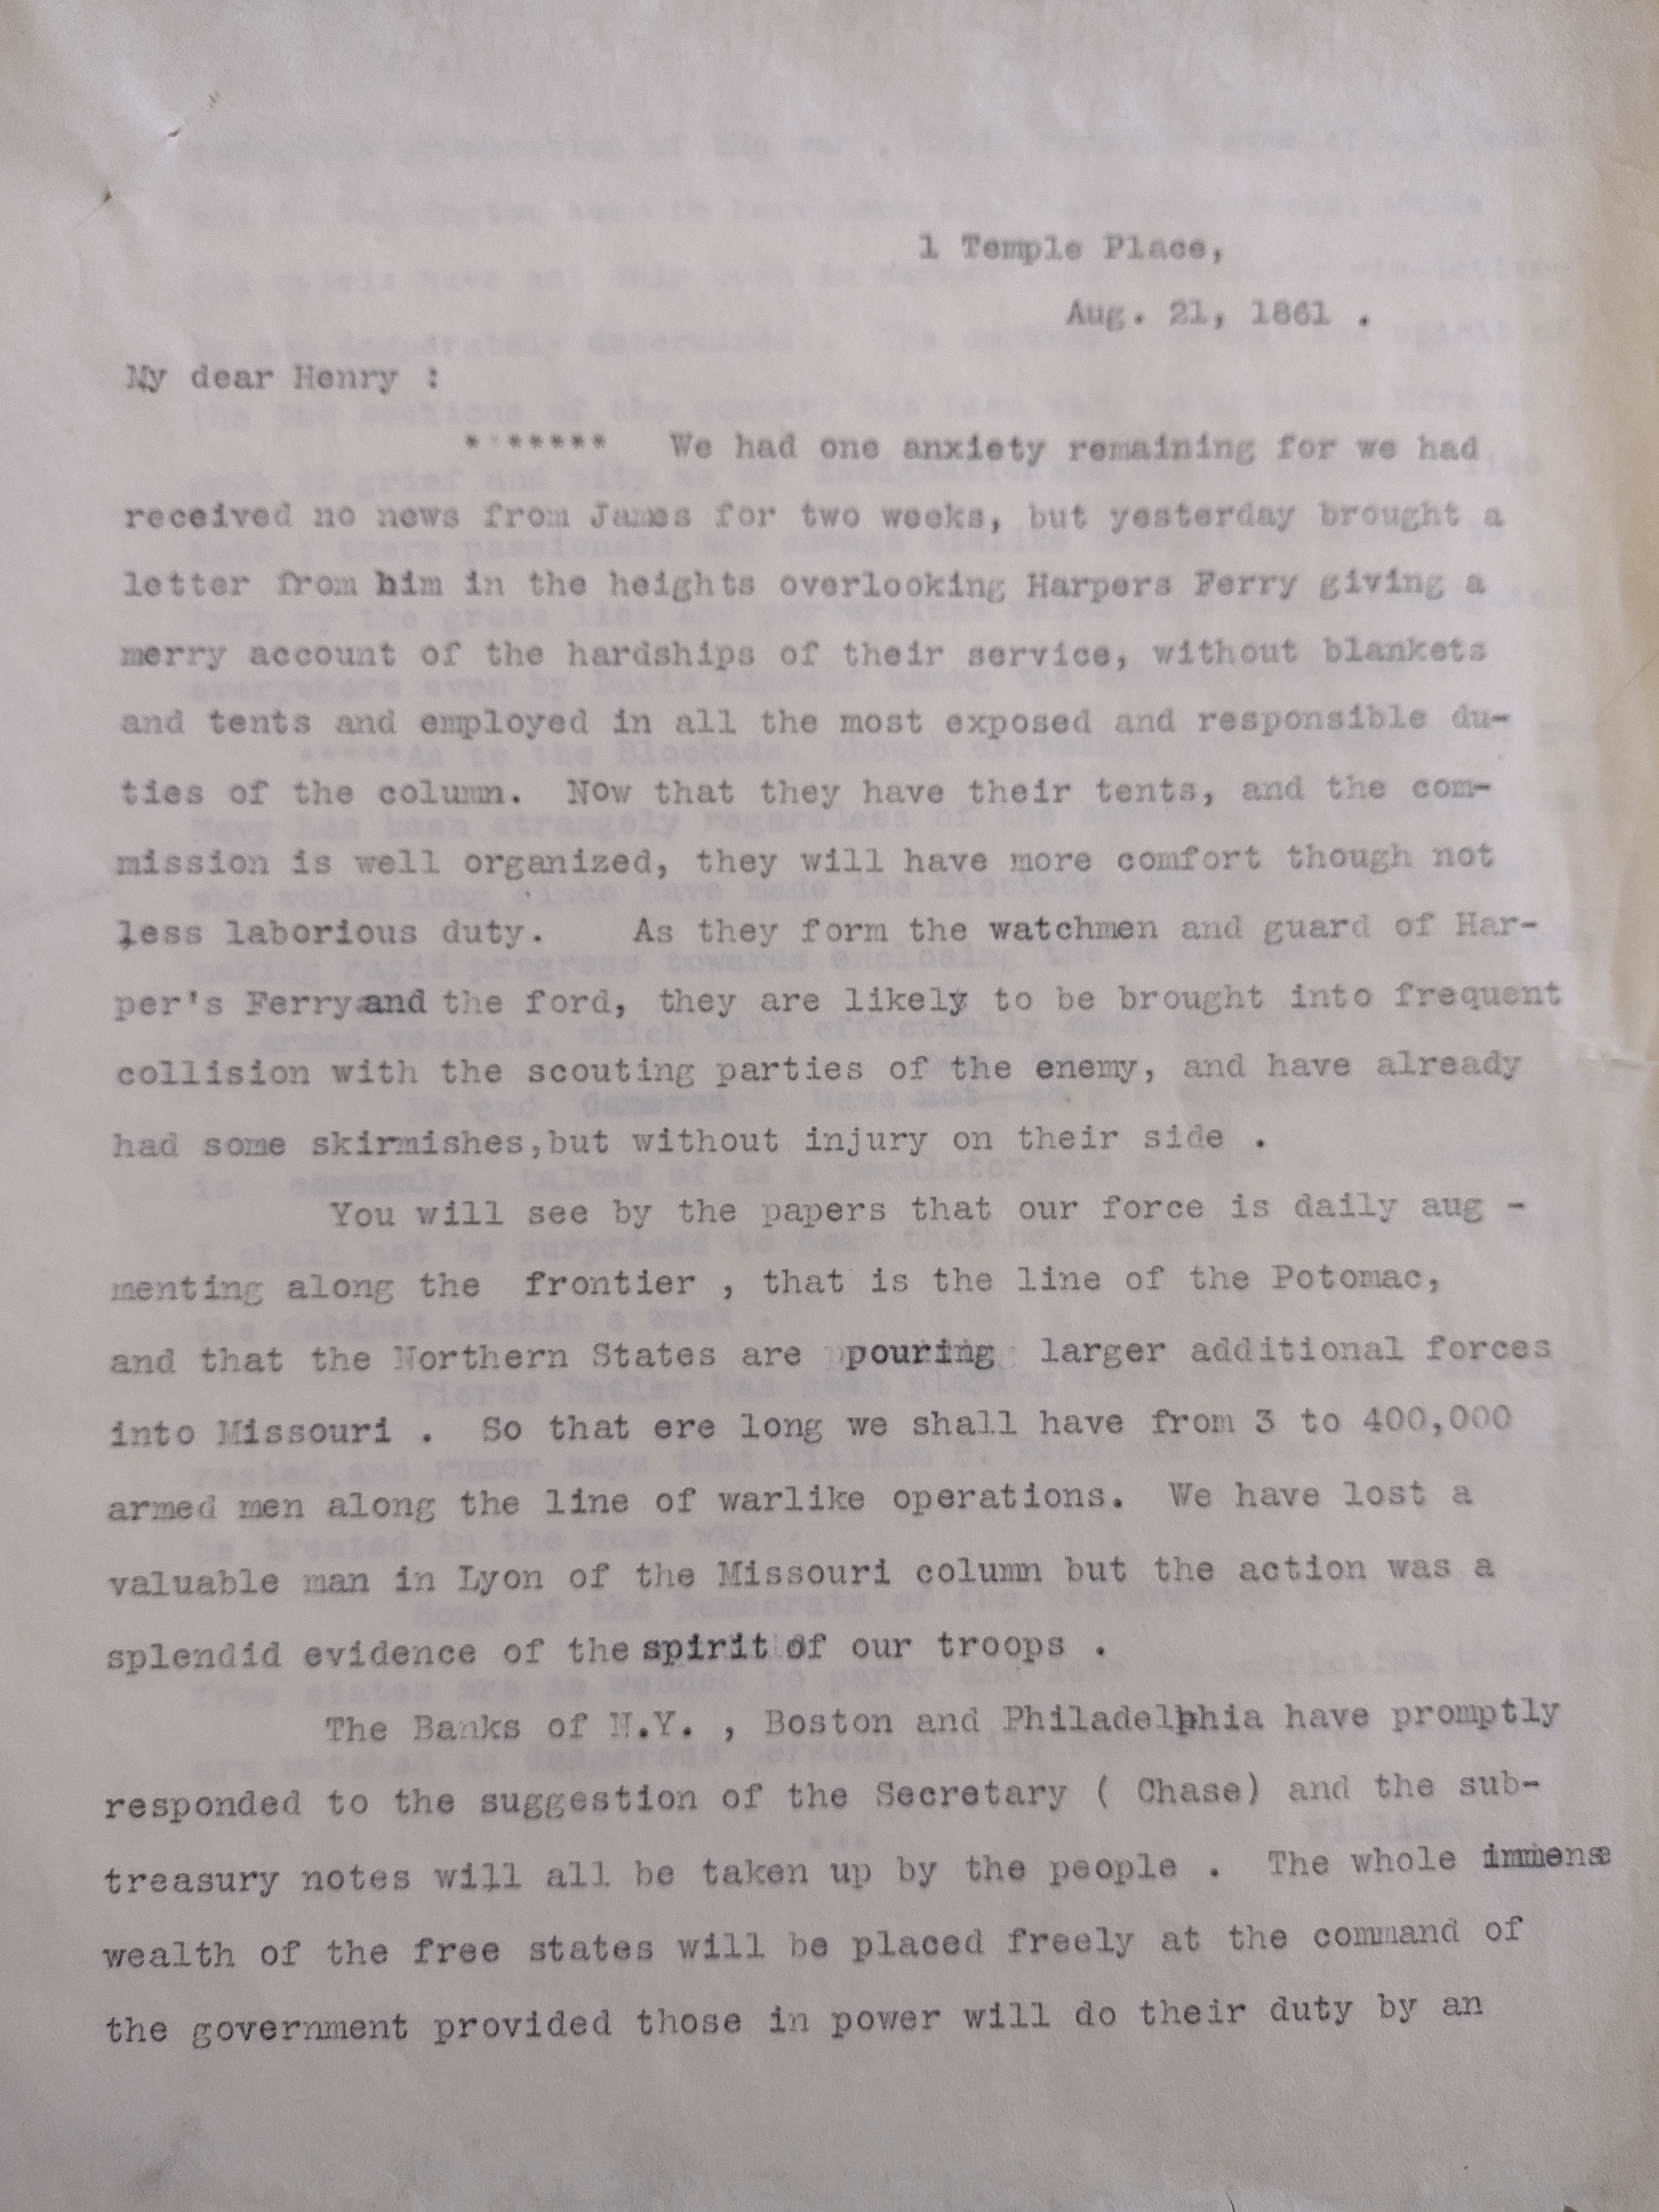 1 Temple Place,
Aug. 21, 1861 .
My dear Henry :
* ****** We had one anxiety remaining for we had
received no news from James for two weeks, but yesterday brought a
letter from him in the heights overlooking Harpers Ferry giving a
merry account of the hardships of their service, without blankets
and tents and employed in all the most exposed and responsible du-
ties of the column. Now that they have their tents, and the com-
mission is well organized, they will have more comfort though not
less laborious duty. As they form the watchmen and guard of Har-
per's Ferry and the ford, they are likely to be brought into frequent
collision with the scouting parties of the enemy, and have already
had some skirmishes,but without injury on their side .
You will see by the papers that our force is daily aug -
menting along the frontier , that is the line of the Potomac,
and that the Northern States are pouring larger additional forces
into Missouri . So that ere long we shall have from 3 to 400,000
armed men along the line of warlike operations. We have lost a
valuable man in Lyon of the Missouri column but the action was a
splendid evidence of the spirit of our troops .
The Banks of N.Y. , Boston and Philadelphia have promptly
responded to the suggestion of the Secretary ( Chase) and the sub-
treasury notes will all be taken up by the people . The whole immense
wealth of the free states will be placed freely at the command of
the government provided those in power will do their duty by an